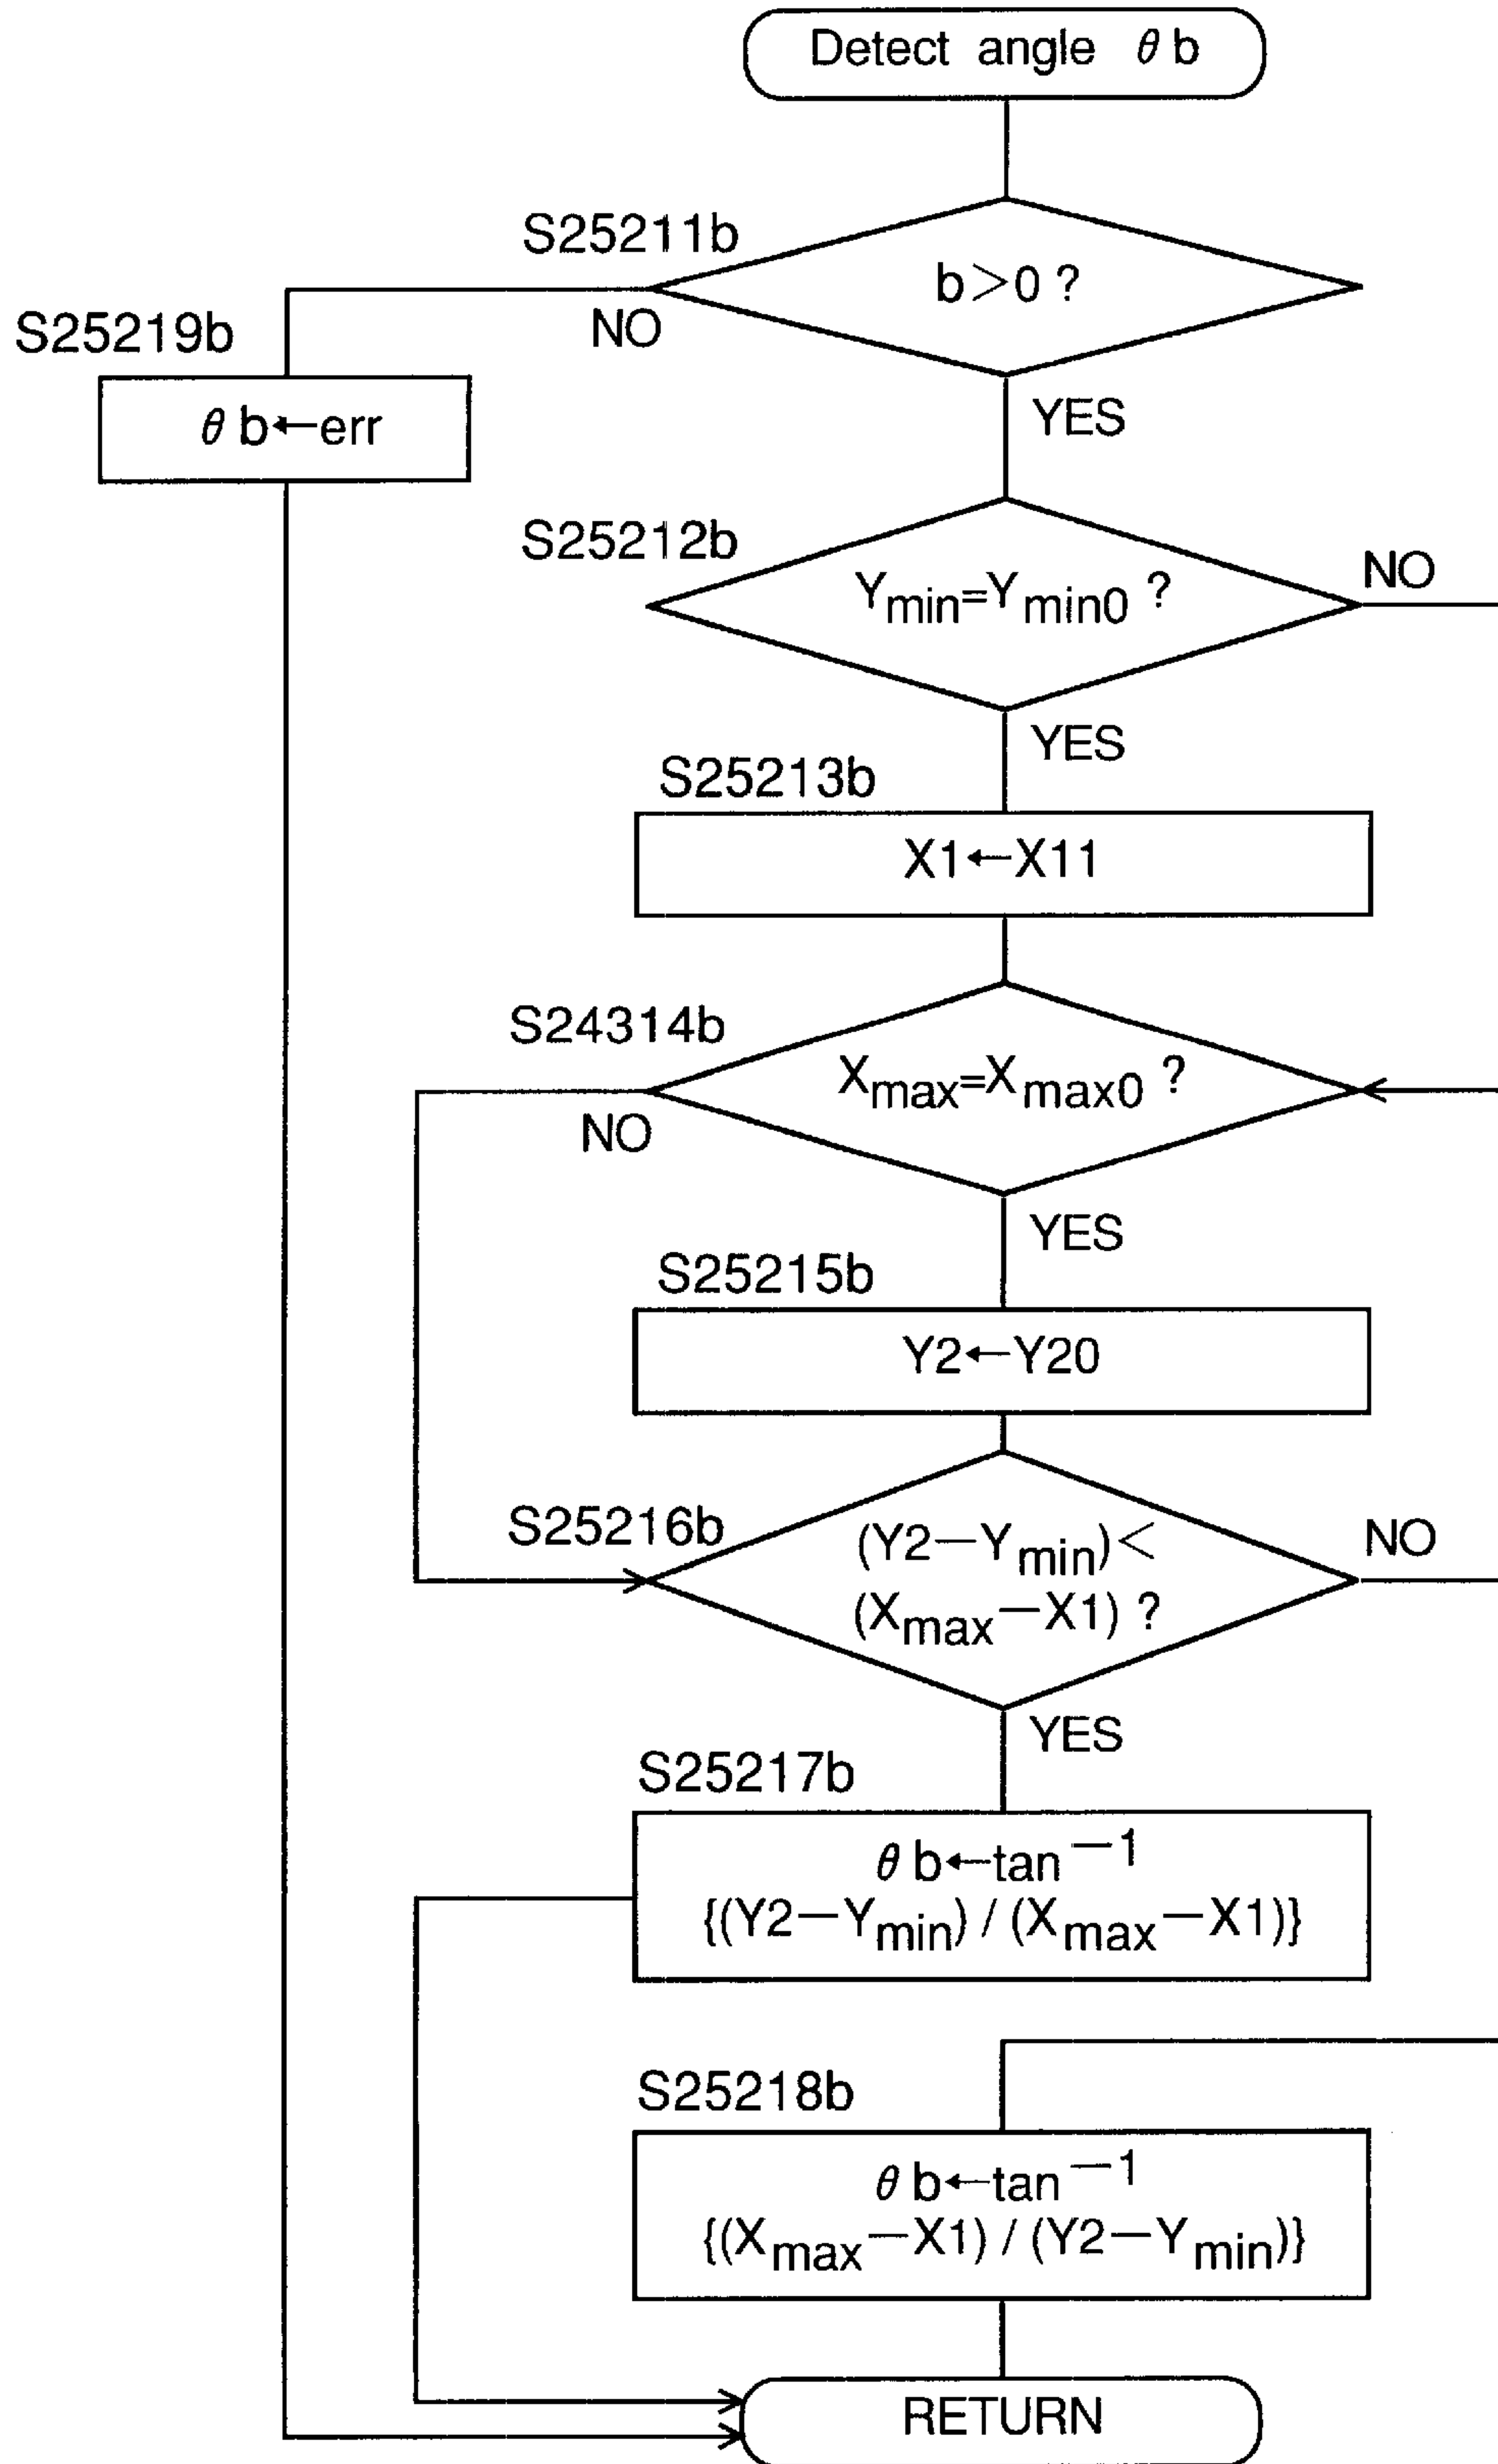 Detect angle θb
S25211b
b>0 ?
NO
S25219b
θb←err
YES
S25212b
Ymin=Ymin0 ?
NO
YES
S25213b
X1←X11
S24314b
Xmax=Xmax0 ?
NO
YES
S25215b
Y2←Y20
S25216b
(Y2−Ymin)<
(Xmax−X1) ?
NO
YES
S25217b
θb←tan −1
{(Y2−Ymin) / (Xmax−X1)}
S25218b
θb←tan −1
{(Xmax−X1) / (Y2−Ymin)}
RETURN